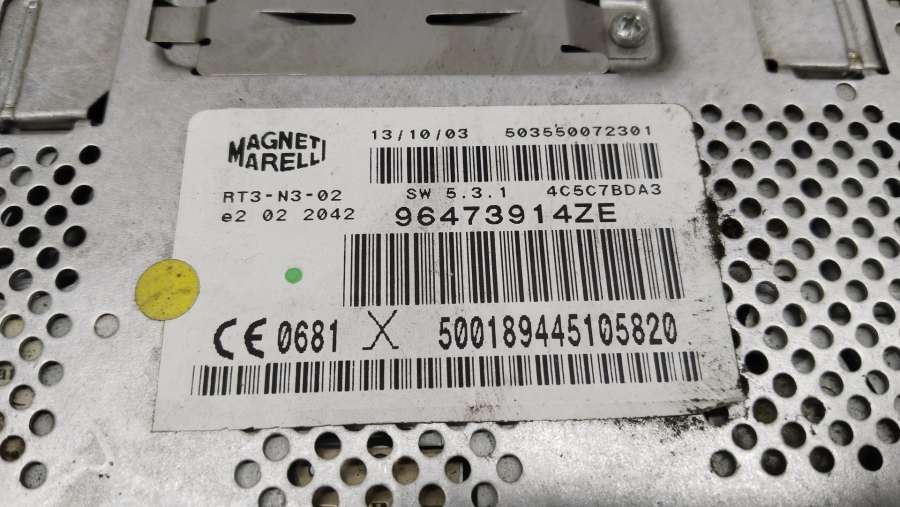 MAGNETI MARELLI
13/10/03 503550072301
RT3-N3-02 SW 5.3.1 4C5C7BDA3
e2 02 2042 96473914ZE
CE 0681 X 500189445105820